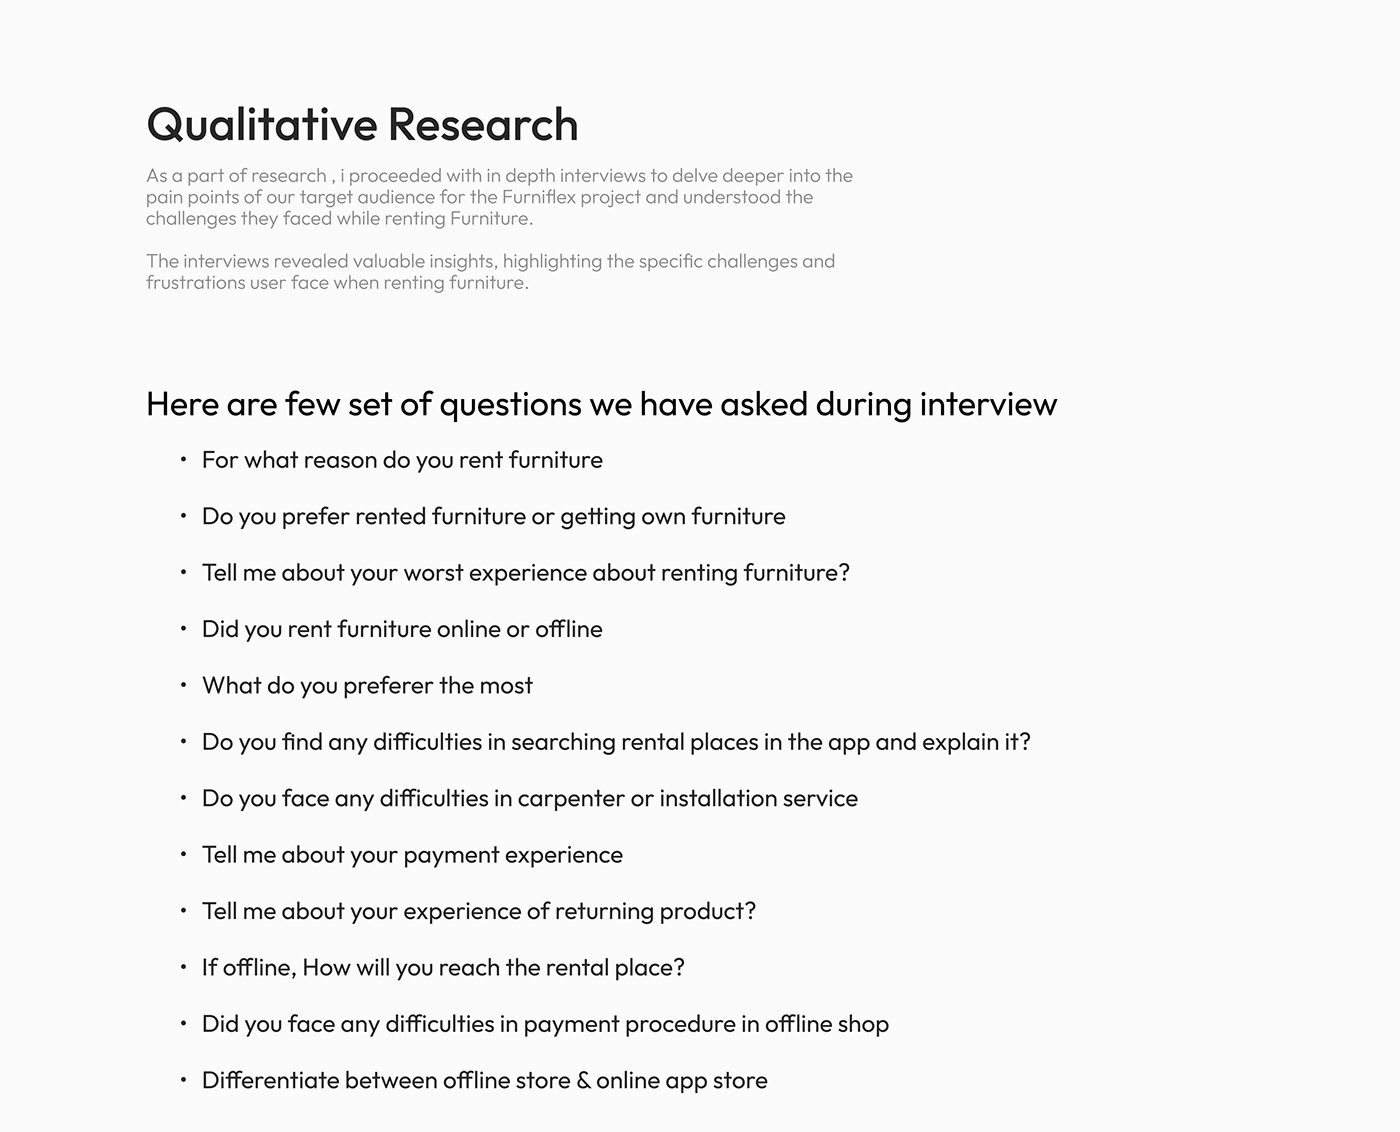 Qualitative Research
As a part of research , i proceeded with in depth interviews to delve deeper into the
pain points of our target audience for the Furniflex project and understood the
challenges they faced while renting Furniture.
The interviews revealed valuable insights, highlighting the specific challenges and
frustrations user face when renting furniture.
Here are few set of questions we have asked during interview
• For what reason do you rent furniture
• Do you prefer rented furniture or getting own furniture
• Tell me about your worst experience about renting furniture?
• Did you rent furniture online or offline
• What do you preferer the most
• Do you find any difficulties in searching rental places in the app and explain it?
• Do you face any difficulties in carpenter or installation service
• Tell me about your payment experience
• Tell me about your experience of returning product?
• If offline, How will you reach the rental place?
• Did you face any difficulties in payment procedure in offline shop
• Differentiate between offline store & online app store